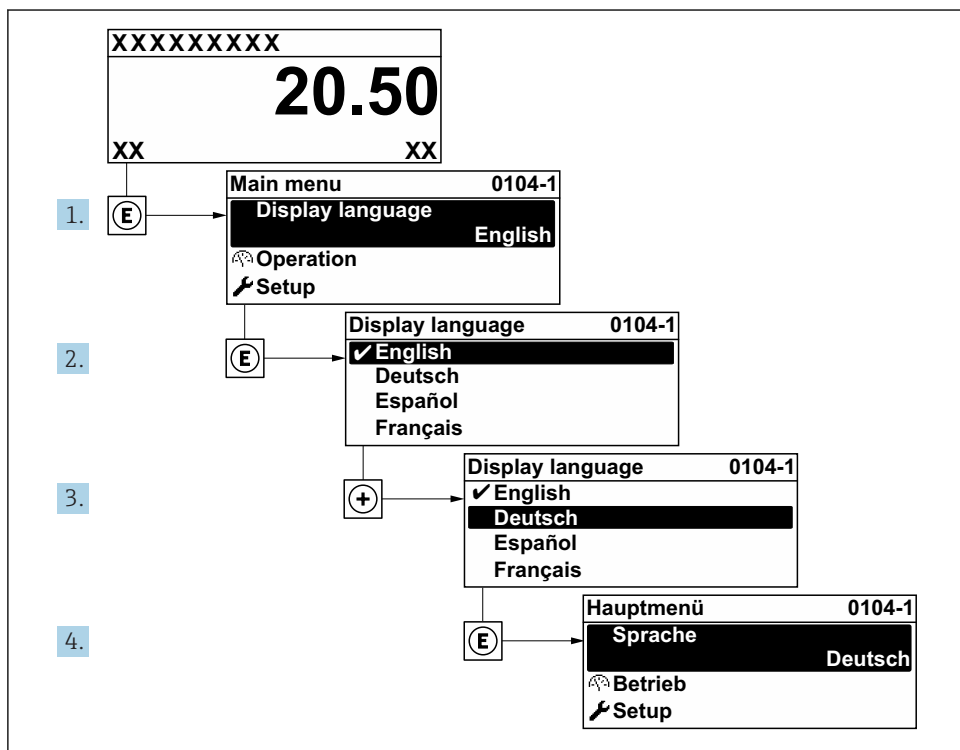 XXXXXXXXX
20.50
XX XX
1. E
Main menu 0104-1
Display language
English
Operation
Setup
2. E
Display language 0104-1
✔ English
Deutsch
Español
Français
3. +
Display language 0104-1
✔ English
Deutsch
Español
Français
4. E
Hauptmenü 0104-1
Sprache
Deutsch
Betrieb
Setup